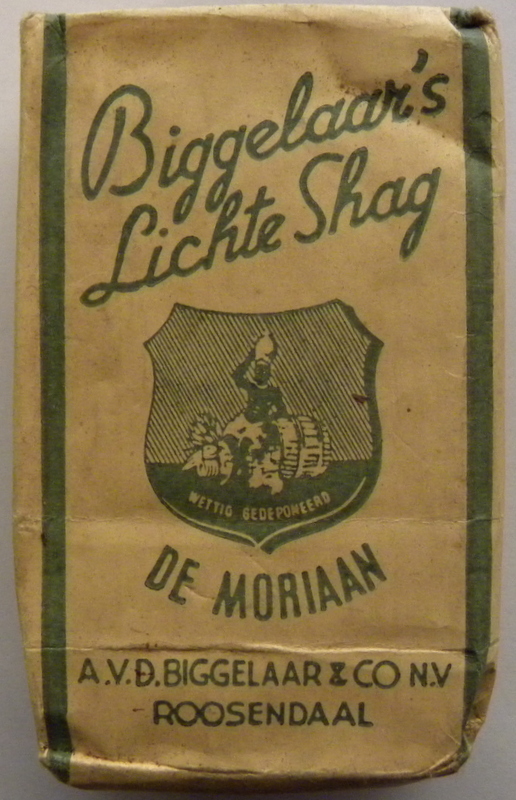 Biggelaar's
Lichte Shag
WETTIG GEDEPONEERD
DE MORIAAN
A.V.D. BIGGELAAR & CO N.V
ROOSENDAAL